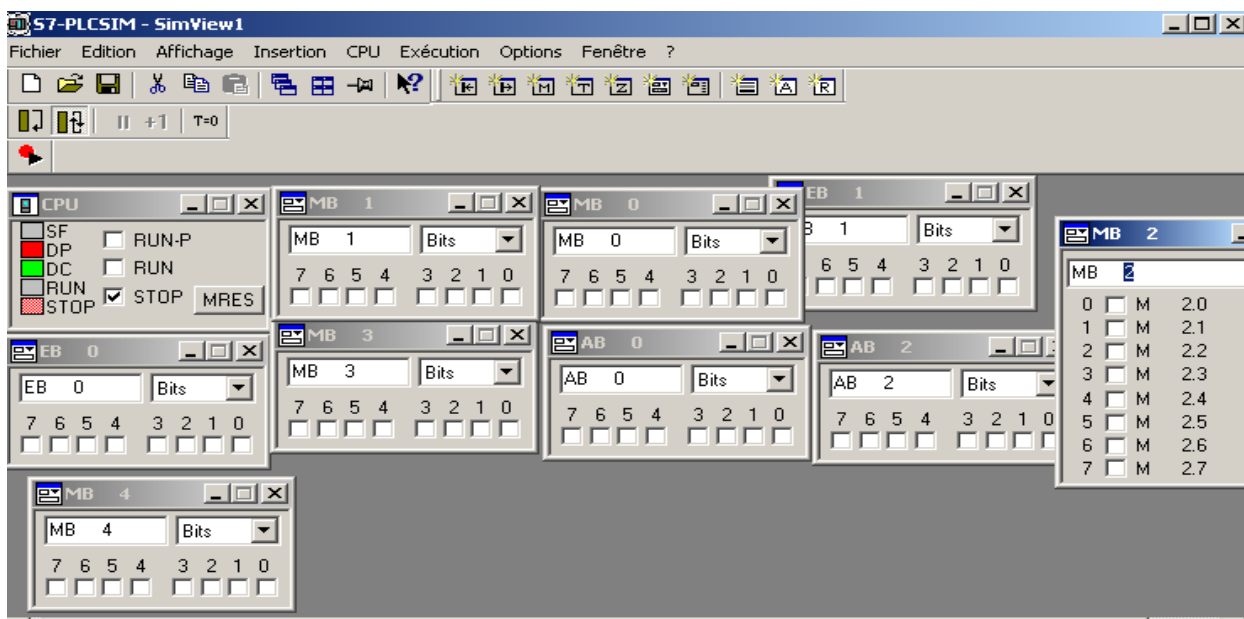 S7-PLCSIM - SimView1
Fichier Edition Affichage Insertion CPU Exécution Options Fenêtre ?
E A M T Z A R
+1 T=0
CPU
SF
DP
DC
RUN
STOP
RUN-P
RUN
STOP
MRES
MB 1
MB 1 Bits
7 6 5 4 3 2 1 0
MB 0
MB 0 Bits
7 6 5 4 3 2 1 0
EB 1
1 Bits
6 5 4 3 2 1 0
MB 2
MB 2
0 M 2.0
1 M 2.1
2 M 2.2
3 M 2.3
4 M 2.4
5 M 2.5
6 M 2.6
7 M 2.7
EB 0
EB 0 Bits
7 6 5 4 3 2 1 0
MB 3
MB 3 Bits
7 6 5 4 3 2 1 0
AB 0
AB 0 Bits
7 6 5 4 3 2 1 0
AB 2
AB 2 Bits
7 6 5 4 3 2 1 0
MB 4
MB 4 Bits
7 6 5 4 3 2 1 0